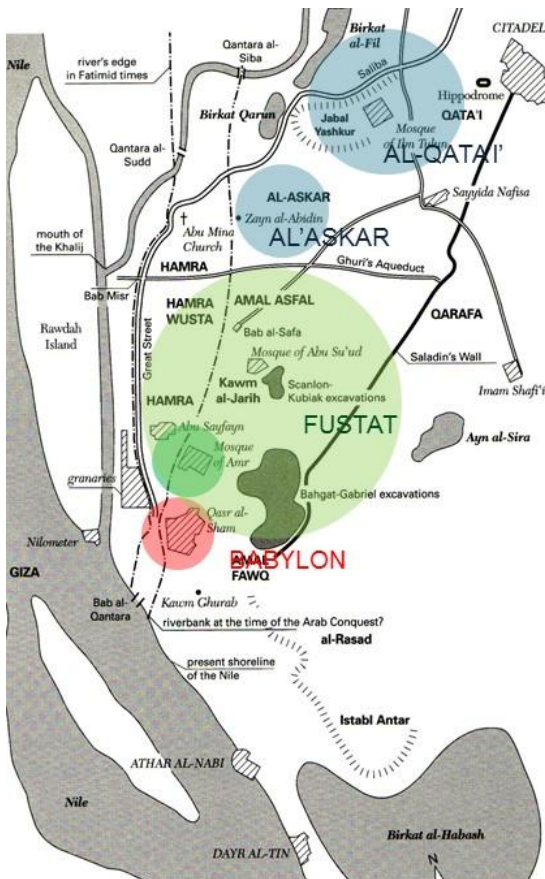 Nile
river's edge
in Fatimid times
Qantara al-
Siba
Birkat
al-Fil
CITADEL
Saliba
Hippodrome
QATA'I
Birkat Qarun
Jabal
Yashkur
Mosque
of Ibn Tulun
AL-QATA'I'
Qantara
al-Sudd
AL-ASKAR
Sayyida Nafisa
Zayn al-Abidin
Abu Mina
Church
AL'ASKAR
mouth of
the Khalij
HAMRA
Ghuri's Aqueduct
Bab Misr
HAMRA
WUSTA
AMAL ASFAL
QARAFA
Rawdah
Island
Great Street
Bab al-Safa
Saladin's Wall
Mosque of Abu Su'ud
Kawm
al-Jarih
Scanlon-
Kubiak excavations
Imam Shafi'i
HAMRA
FUSTAT
Abu Sayfayn
Ayn al-Sira
Mosque
of Amr
granaries
Bahgat-Gabriel excavations
Qasr al-
Sham
Nilometer
BABYLON
GIZA
AMAL
FAWQ
Bab al-
Qantara
Kawm Ghurab
riverbank at the time of the Arab Conquest?
al-Rasad
present shoreline
of the Nile
Istabl Antar
ATHAR AL-NABI
Nile
Birkat al-Habash
DAYR AL-TIN
N